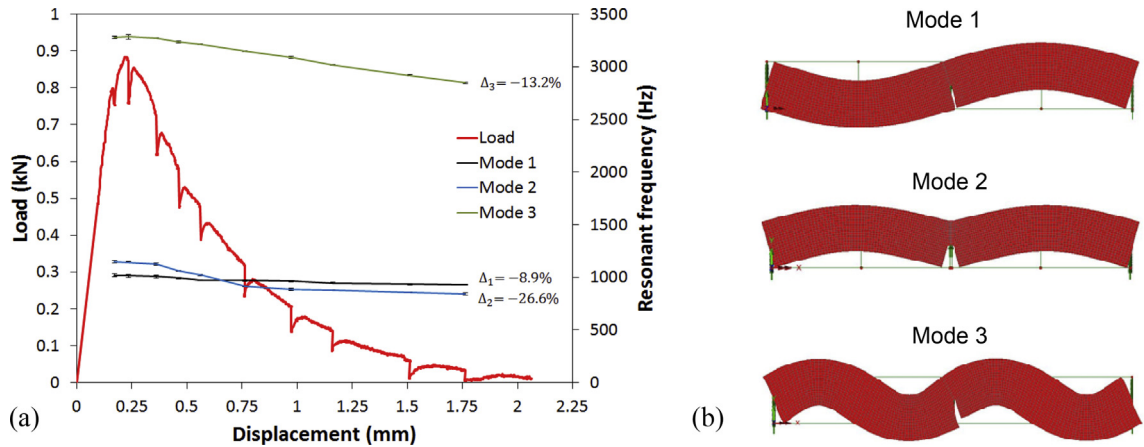 1
0.9
0.8
0.7
0.6
0.5
0.4
0.3
0.2
0.1
0
Load (kN)
3500
3000
2500
2000
1500
1000
500
0
Resonant frequency (Hz)
0
0.25
0.5
0.75
1
1.25
1.5
1.75
2
2.25
Displacement (mm)
Load
Mode 1
Mode 2
Mode 3
Δ₃ = −13.2%
Δ₁ = −8.9%
Δ₂ = −26.6%
(a)
Mode 1
Mode 2
Mode 3
X
X
(b)